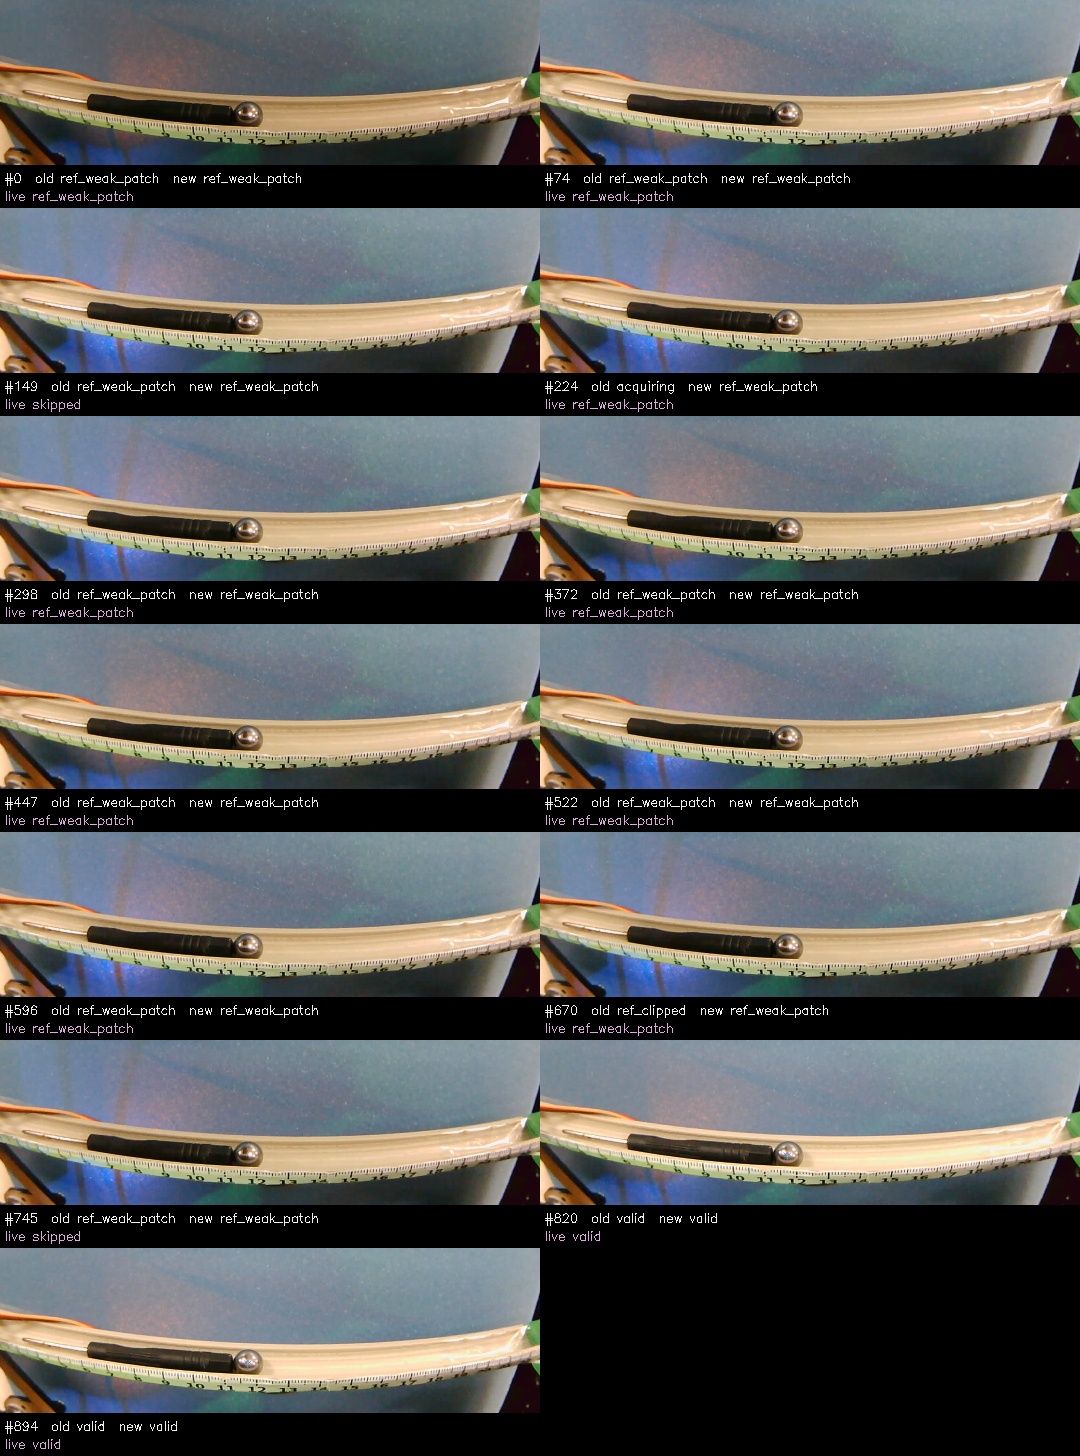 #0 old ref_weak_patch new ref_weak_patch
live ref_weak_patch
#74 old ref_weak_patch new ref_weak_patch
live ref_weak_patch
#149 old ref_weak_patch new ref_weak_patch
live skipped
#224 old acquiring new ref_weak_patch
live ref_weak_patch
#298 old ref_weak_patch new ref_weak_patch
live ref_weak_patch
#372 old ref_weak_patch new ref_weak_patch
live ref_weak_patch
#447 old ref_weak_patch new ref_weak_patch
live ref_weak_patch
#522 old ref_weak_patch new ref_weak_patch
live ref_weak_patch
#596 old ref_weak_patch new ref_weak_patch
live ref_weak_patch
#670 old ref_clipped new ref_weak_patch
live ref_weak_patch
#745 old ref_weak_patch new ref_weak_patch
live skipped
#820 old valid new valid
live valid
#894 old valid new valid
live valid